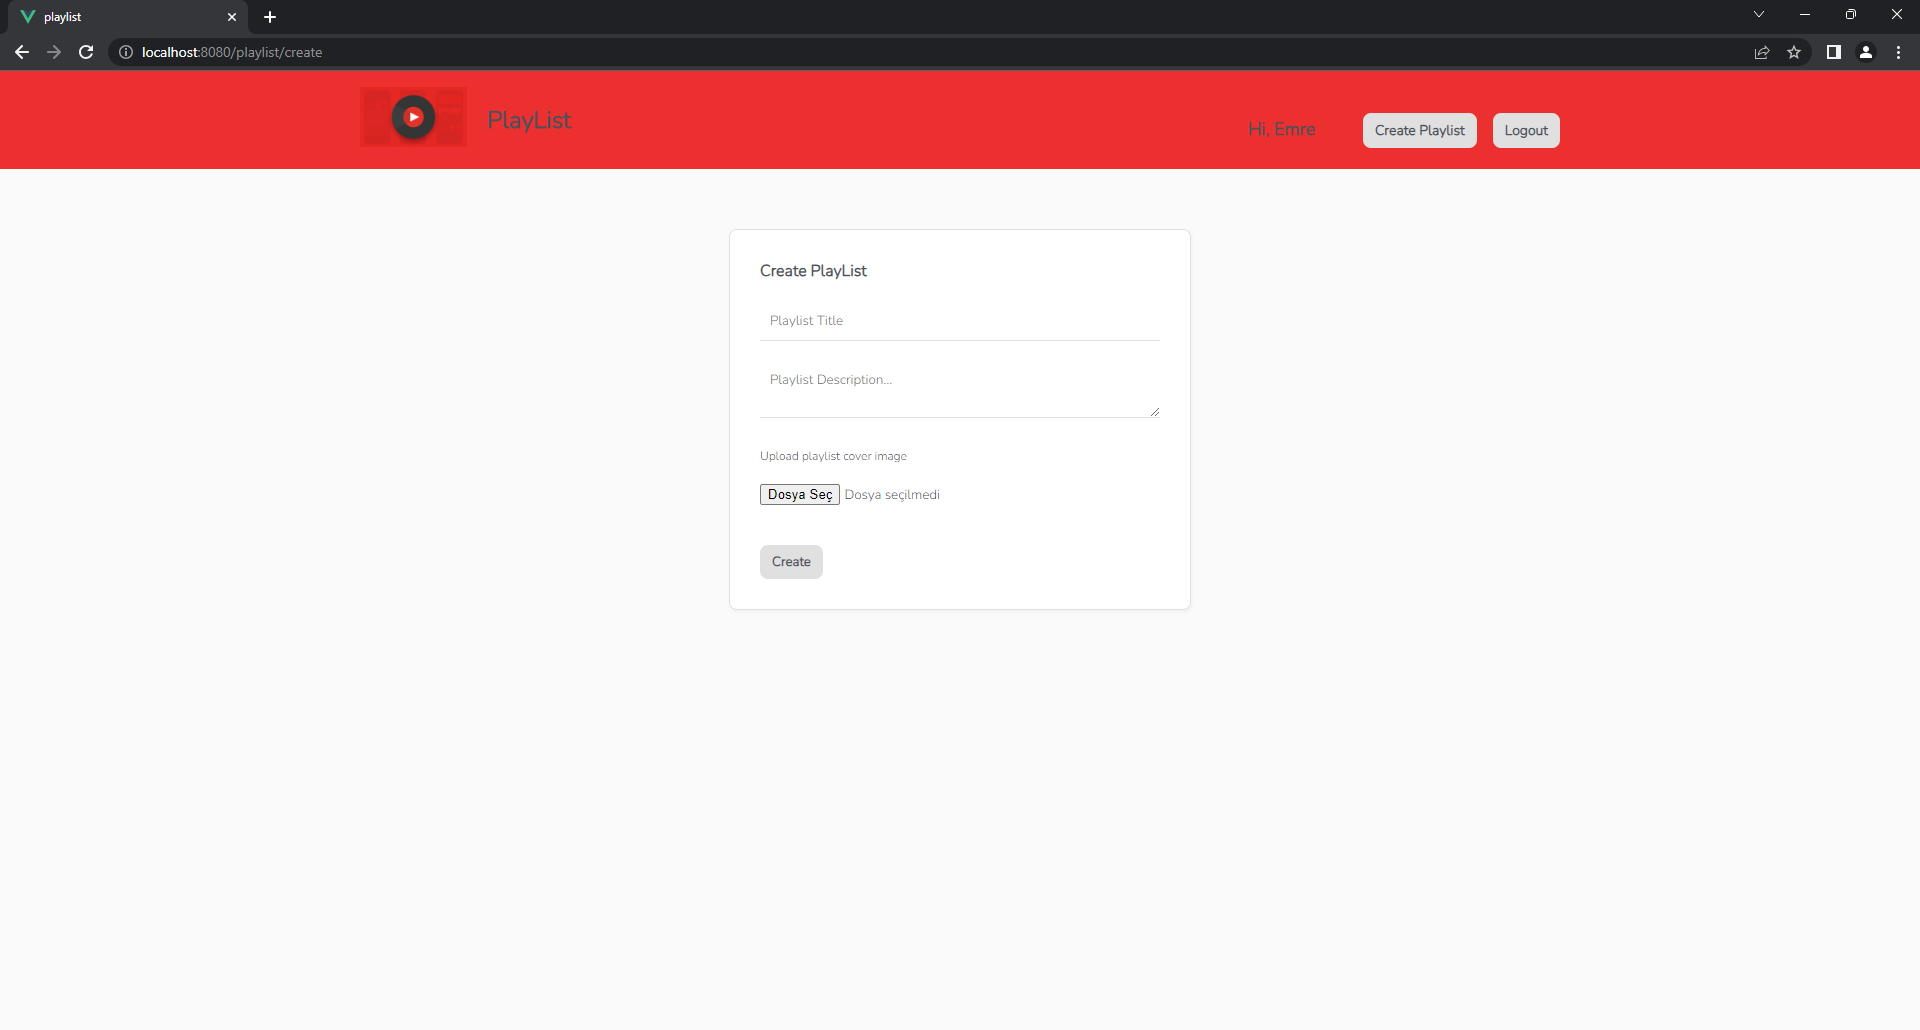 playlist
localhost:8080/playlist/create
PlayList
Hi, Emre
Create Playlist
Logout
Create PlayList
Playlist Title
Playlist Description...
Upload playlist cover image
Dosya Seç Dosya seçilmedi
Create